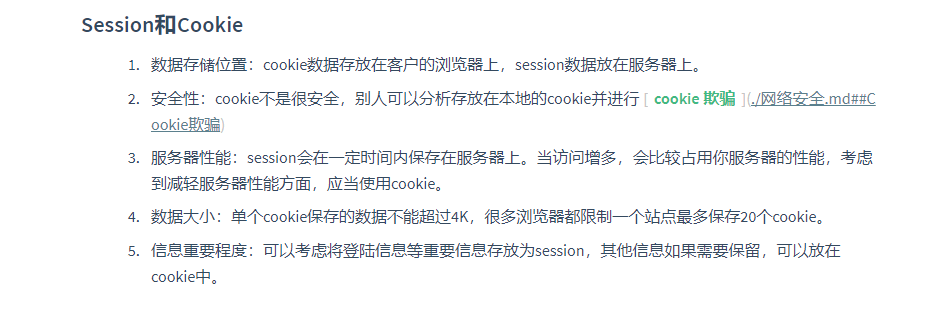 Session和Cookie
1. 数据存储位置：cookie数据存放在客户的浏览器上，session数据放在服务器上。
2. 安全性：cookie不是很安全，别人可以分析存放在本地的cookie并进行 [ cookie 欺骗 ](./网络安全.md##C
ookie欺骗)
3. 服务器性能：session会在一定时间内保存在服务器上。当访问增多，会比较占用你服务器的性能，考虑
到减轻服务器性能方面，应当使用cookie。
4. 数据大小：单个cookie保存的数据不能超过4K，很多浏览器都限制一个站点最多保存20个cookie。
5. 信息重要程度：可以考虑将登陆信息等重要信息存放为session，其他信息如果需要保留，可以放在
cookie中。